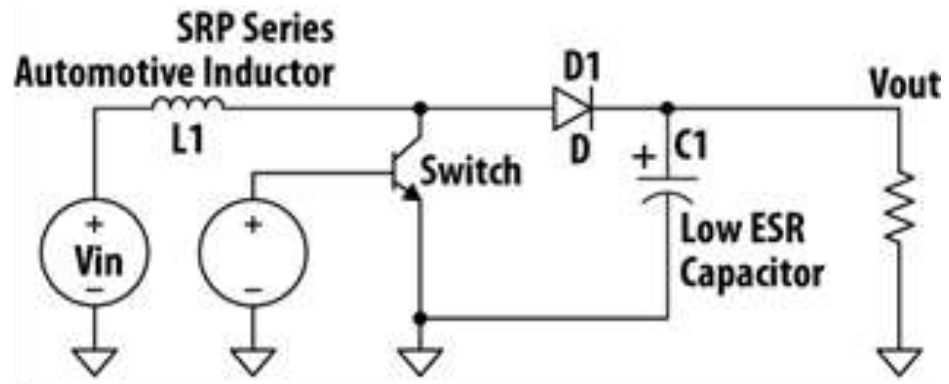 SRP Series
Automotive Inductor
L1
D1
D
Vout
+ C1
Switch
+
Vin
−
+
−
Low ESR
Capacitor